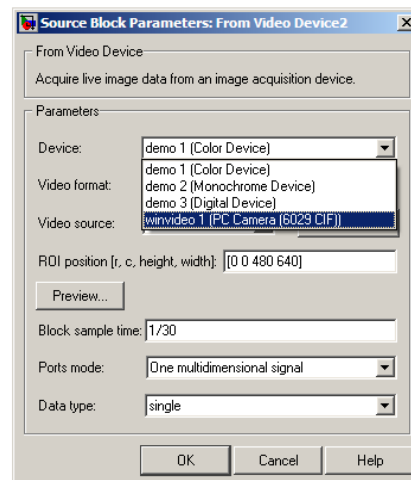 Source Block Parameters: From Video Device2
From Video Device
Acquire live image data from an image acquisition device.
Parameters
Device:
demo 1 (Color Device)
demo 1 (Color Device)
demo 2 (Monochrome Device)
demo 3 (Digital Device)
winvideo 1 (PC Camera (6029 CIF))
Video format:
Video source:
ROI position [r, c, height, width]: [0 0 480 640]
Preview...
Block sample time: 1/30
Ports mode: One multidimensional signal
Data type: single
OK Cancel Help